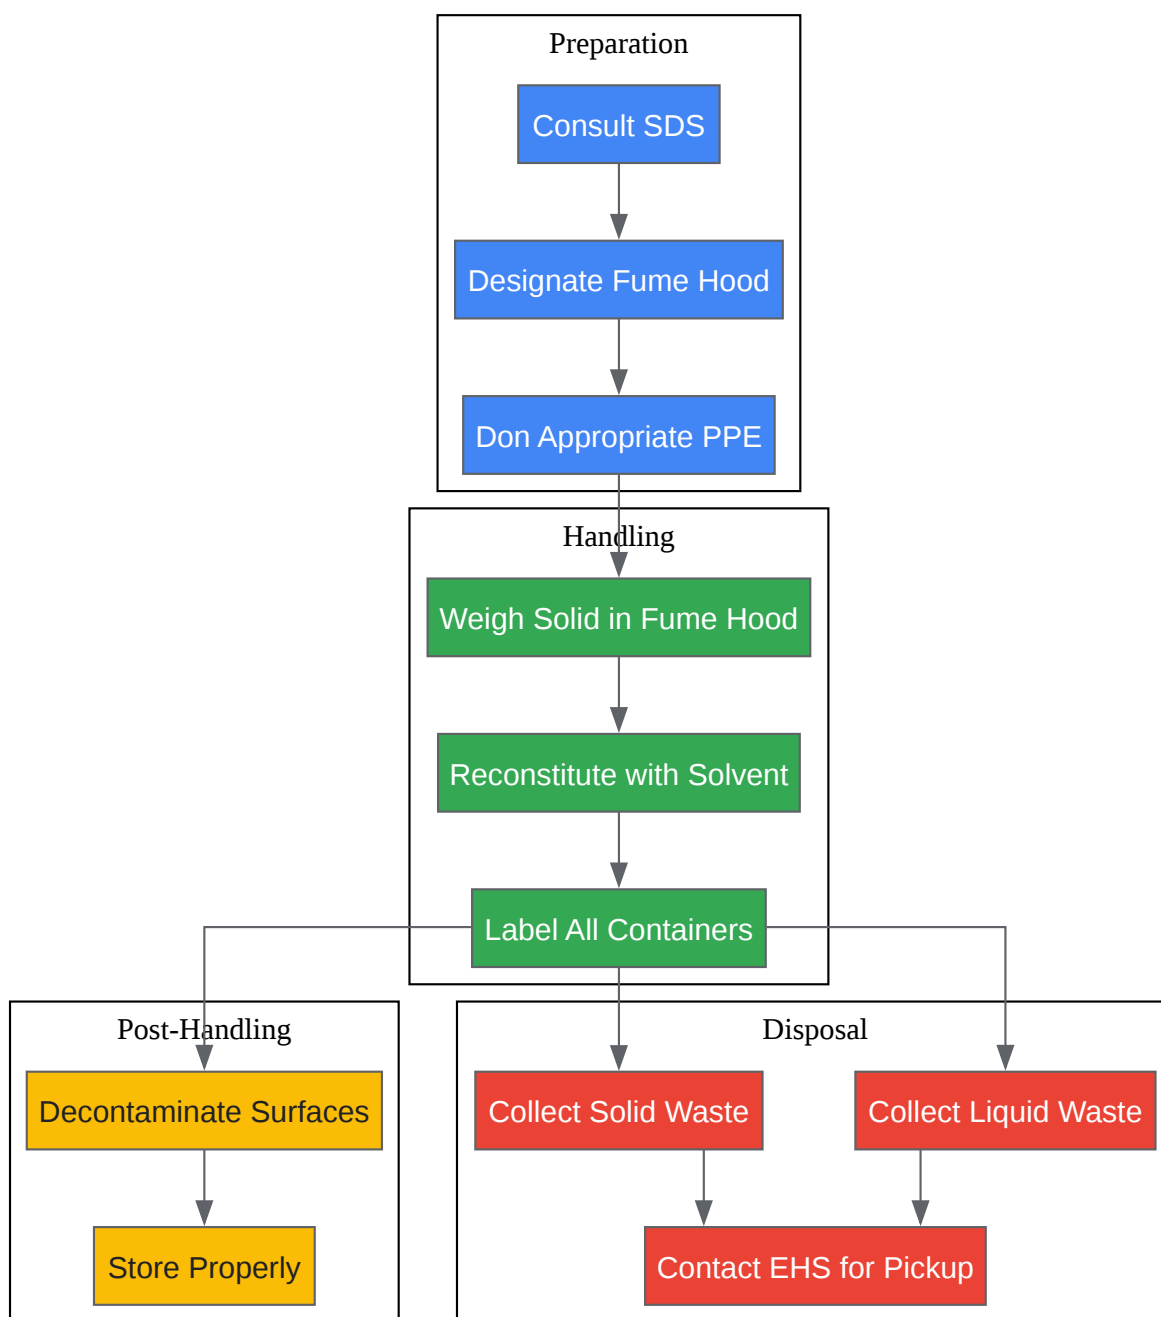 Preparation
Consult SDS
Designate Fume Hood
Don Appropriate PPE
Handling
Weigh Solid in Fume Hood
Reconstitute with Solvent
Label All Containers
Post-Handling
Decontaminate Surfaces
Store Properly
Disposal
Collect Solid Waste
Collect Liquid Waste
Contact EHS for Pickup